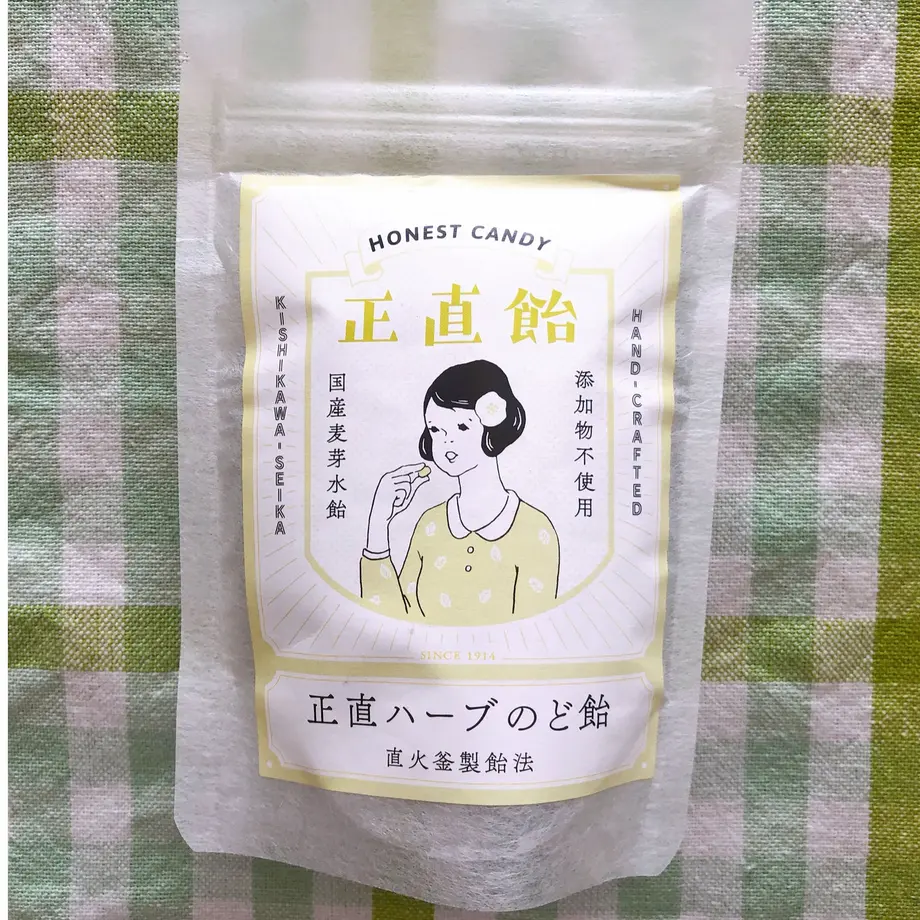 HONEST CANDY
正直飴
KISHIKAWA-SEIKA
国産麦芽水飴
添加物不使用
HAND-CRAFTED
SINCE 1914
正直ハーブのど飴
直火釜製飴法